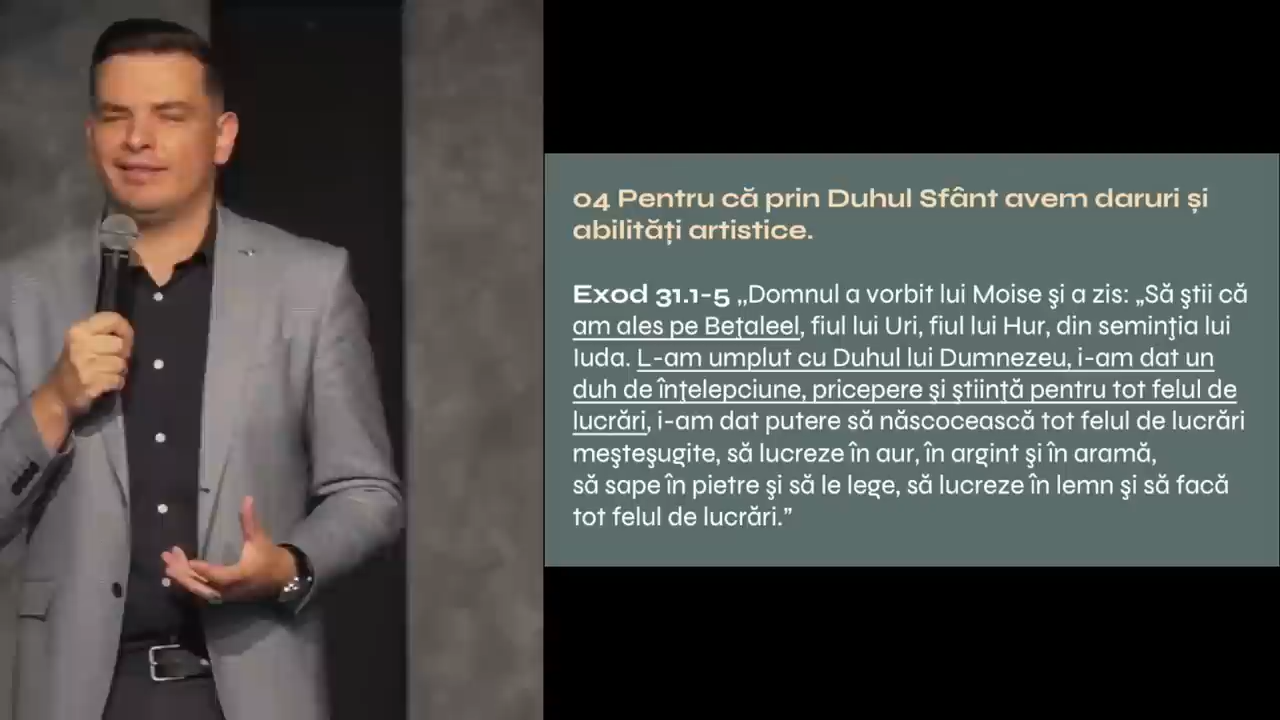 04 Pentru că prin Duhul Sfânt avem daruri și
abilități artistice.
Exod 31.1-5 „Domnul a vorbit lui Moise şi a zis: „Să ştii că
am ales pe Beţaleel, fiul lui Uri, fiul lui Hur, din seminţia lui
Iuda. L-am umplut cu Duhul lui Dumnezeu, i-am dat un
duh de înţelepciune, pricepere şi ştiinţă pentru tot felul de
lucrări, i-am dat putere să născocească tot felul de lucrări
meşteşugite, să lucreze în aur, în argint şi în aramă,
să sape în pietre şi să le lege, să lucreze în lemn şi să facă
tot felul de lucrări.”